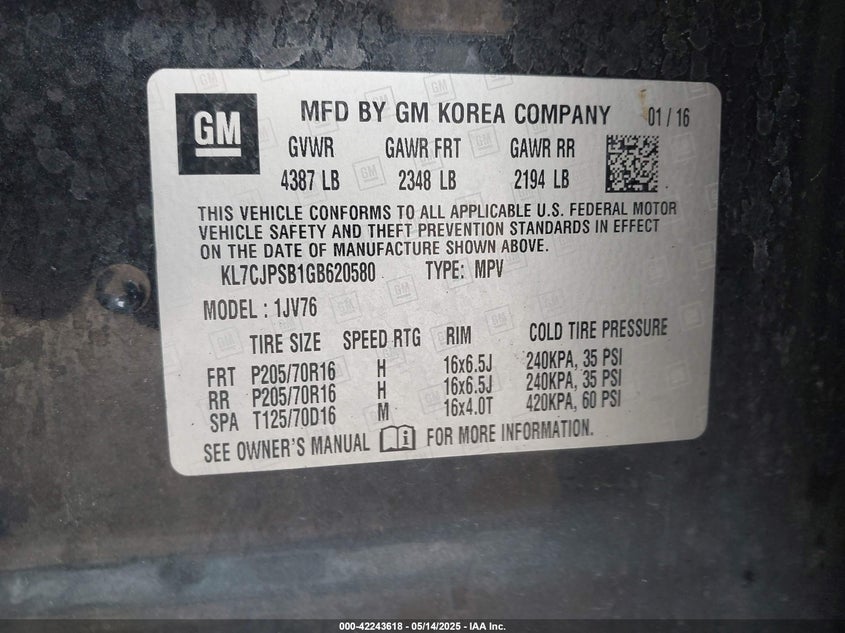 GM MFD BY GM KOREA COMPANY 01 / 16
GVWR GAWR FRT GAWR RR
4387 LB 2348 LB 2194 LB
THIS VEHICLE CONFORMS TO ALL APPLICABLE U.S. FEDERAL MOTOR
VEHICLE SAFETY AND THEFT PREVENTION STANDARDS IN EFFECT
ON THE DATE OF MANUFACTURE SHOWN ABOVE.
KL7CJPSB1GB620580 TYPE: MPV
MODEL : 1JV76
TIRE SIZE SPEED RTG RIM COLD TIRE PRESSURE
FRT P205/70R16 H 16x6.5J 240KPA, 35 PSI
RR P205/70R16 H 16x6.5J 240KPA, 35 PSI
SPA T125/70D16 M 16x4.0T 420KPA, 60 PSI
SEE OWNER'S MANUAL FOR MORE INFORMATION.
000-42243618 — 05/14/2025 — IAA Inc.